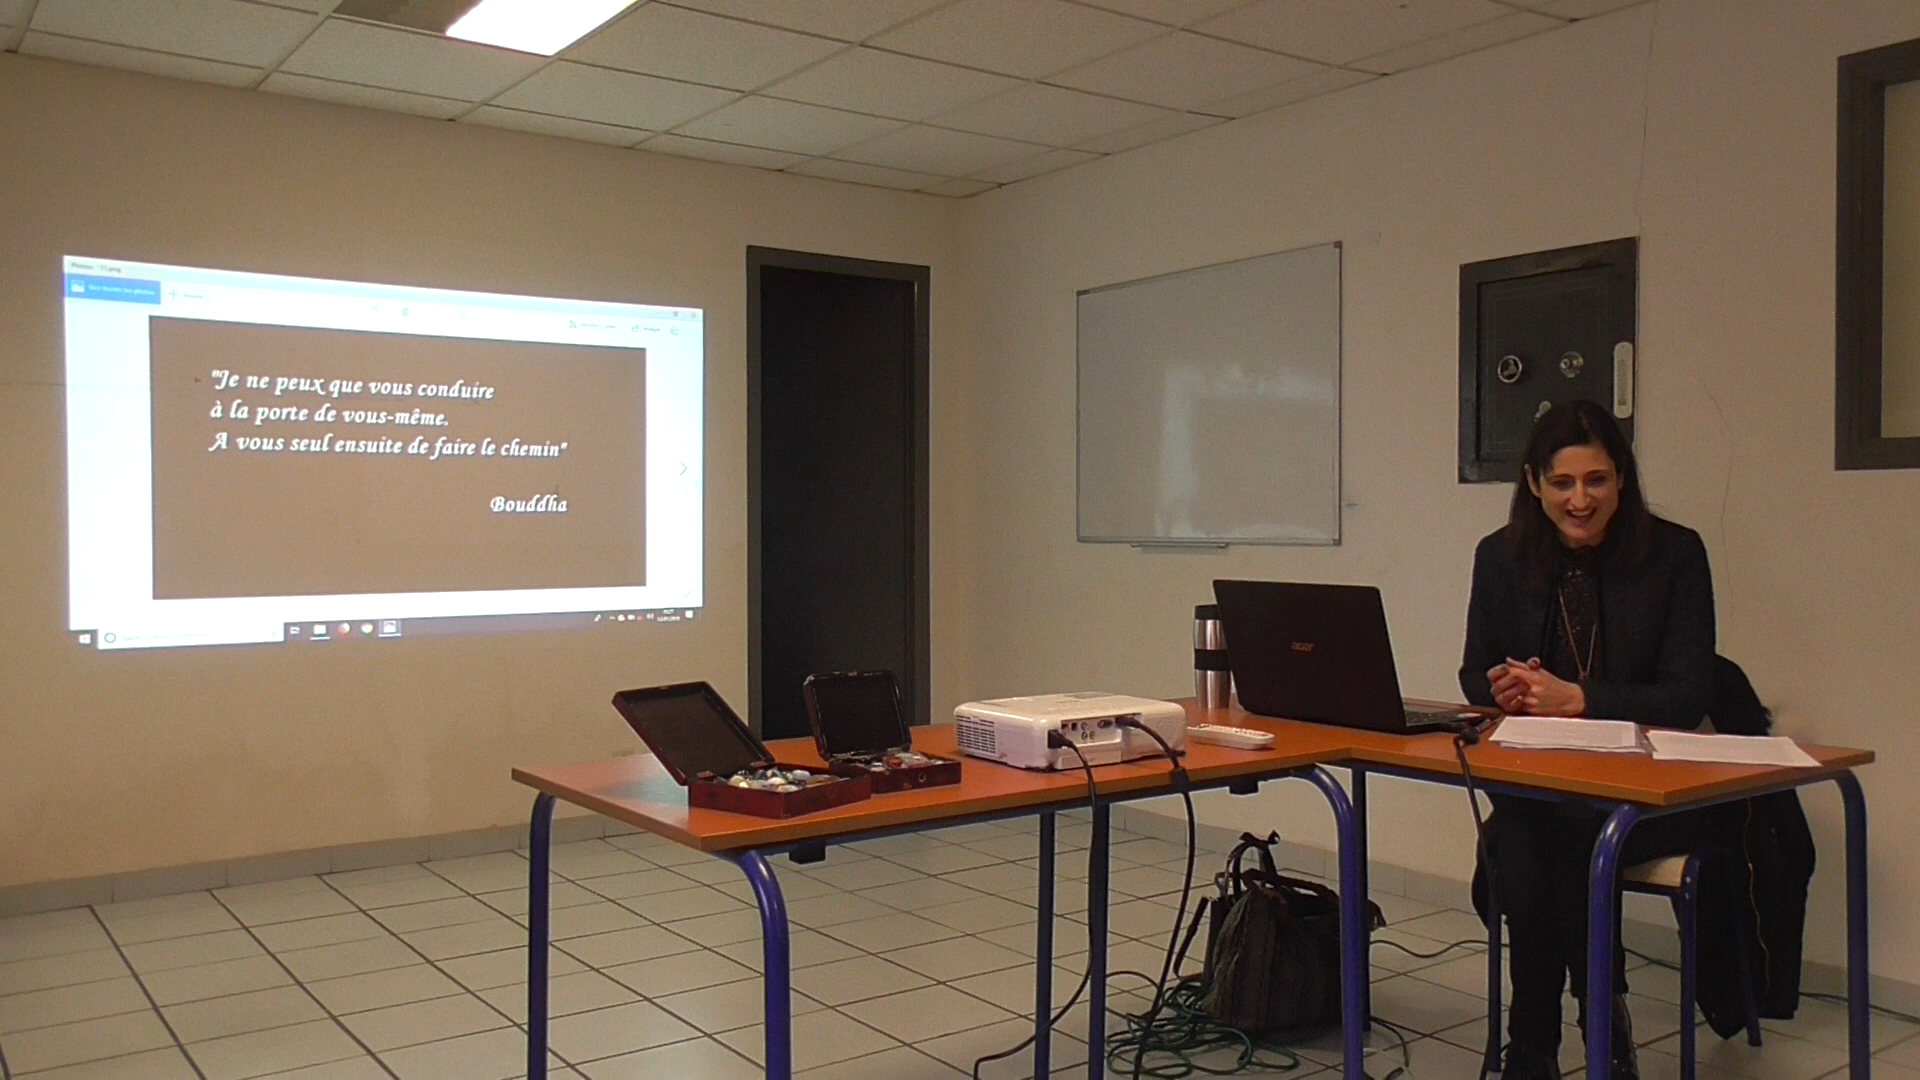 "Je ne peux que vous conduire
à la porte de vous-même.
A vous seul ensuite de faire le chemin"
Bouddha
acer